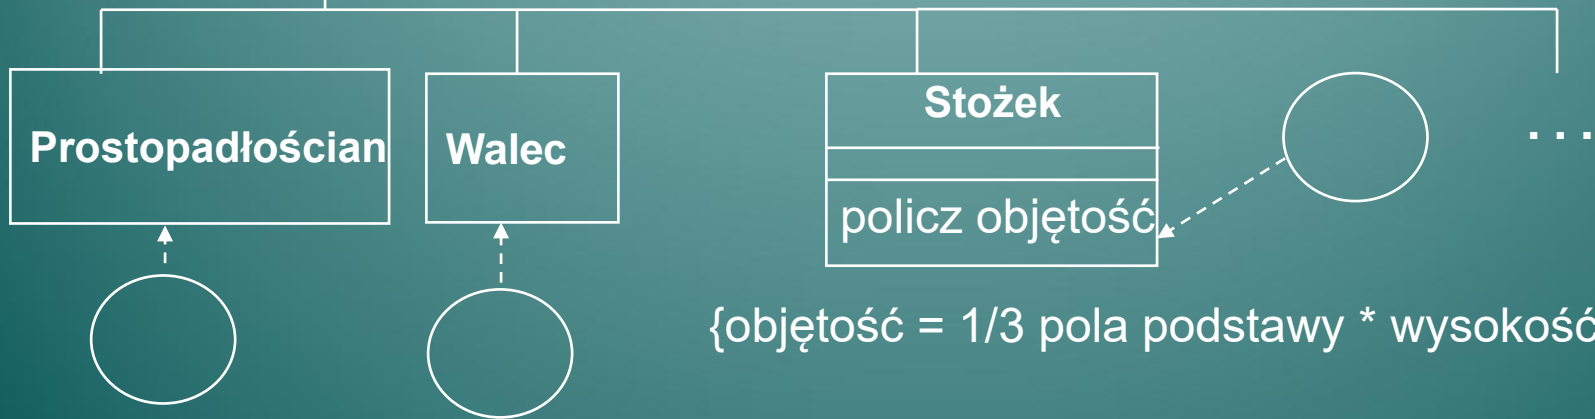 Prostopadłościan
Walec
Stożek
policz objętość
. . .
{objętość = 1/3 pola podstawy * wysokość